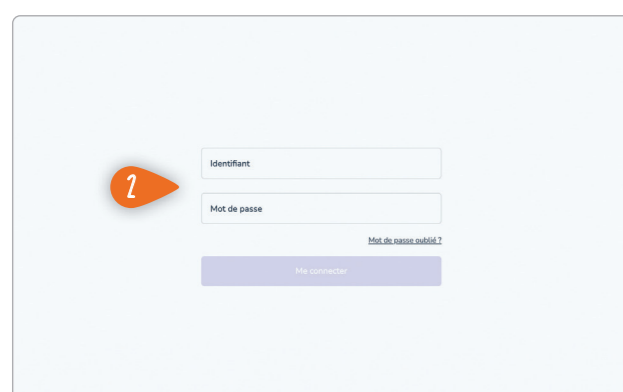 Identifiant
2
Mot de passe
Mot de passe oublié ?
Me connecter